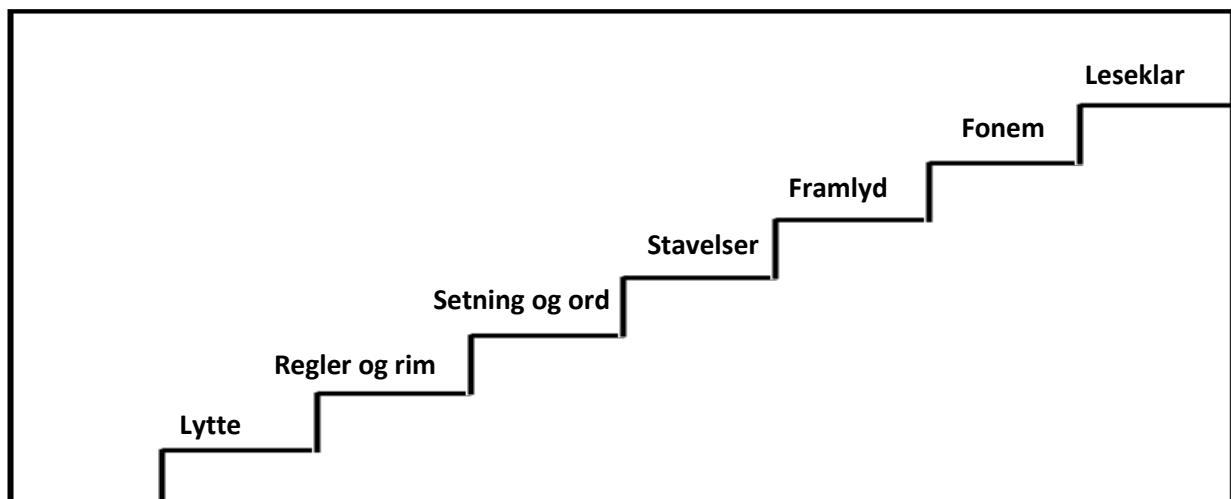 Leseklar
Fonem
Framlyd
Stavelser
Setning og ord
Regler og rim
Lytte